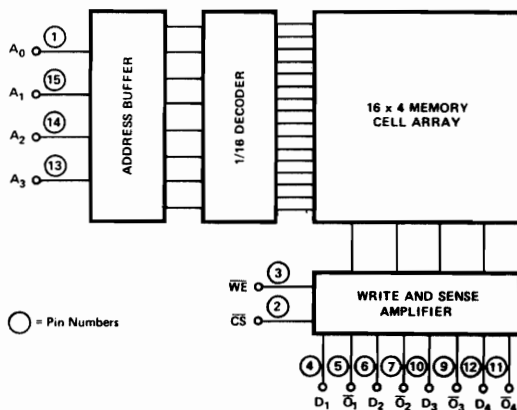 1
A0
15
A1
14
A2
13
A3
ADDRESS BUFFER
1/16 DECODER
16 x 4 MEMORY
CELL ARRAY
3
WE
2
CS
WRITE AND SENSE
AMPLIFIER
= Pin Numbers
4 5 6 7 10 9 12 11
D1 O1 D2 O2 D3 O3 D4 O4